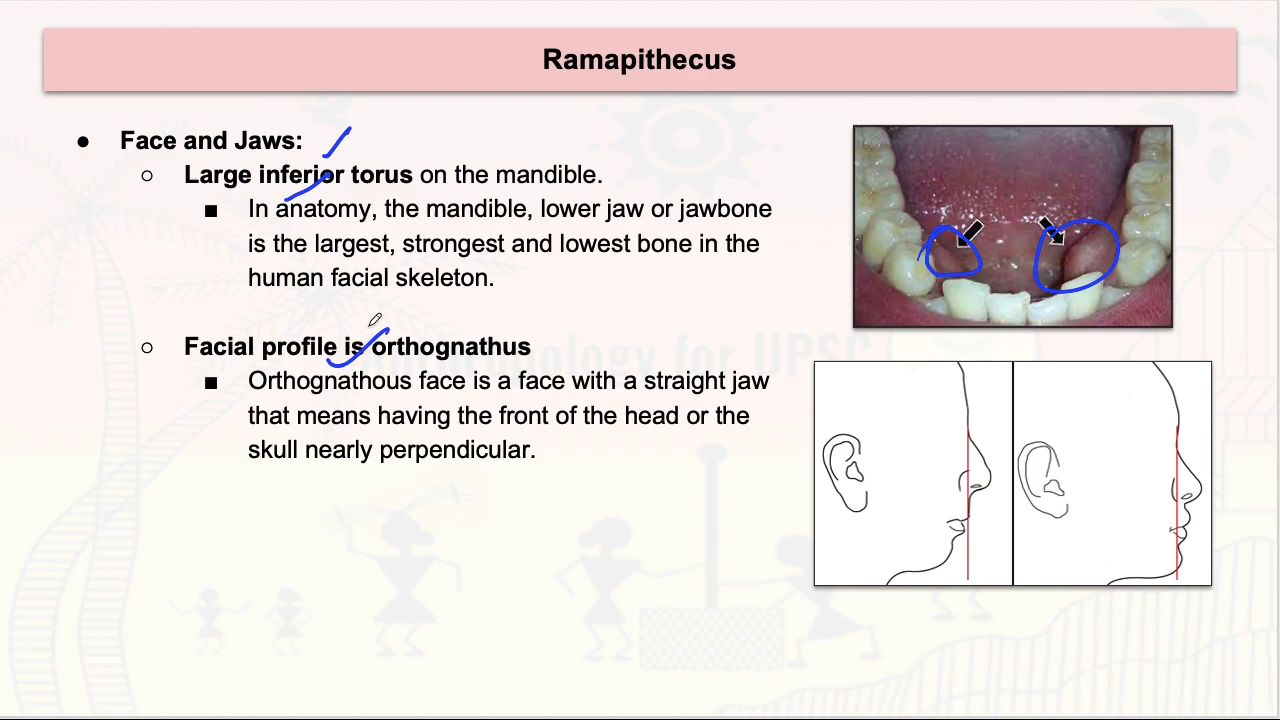 Ramapithecus
● Face and Jaws:
○ Large inferior torus on the mandible.
■ In anatomy, the mandible, lower jaw or jawbone
is the largest, strongest and lowest bone in the
human facial skeleton.
○ Facial profile is orthognathus
■ Orthognathous face is a face with a straight jaw
that means having the front of the head or the
skull nearly perpendicular.
for UPSC